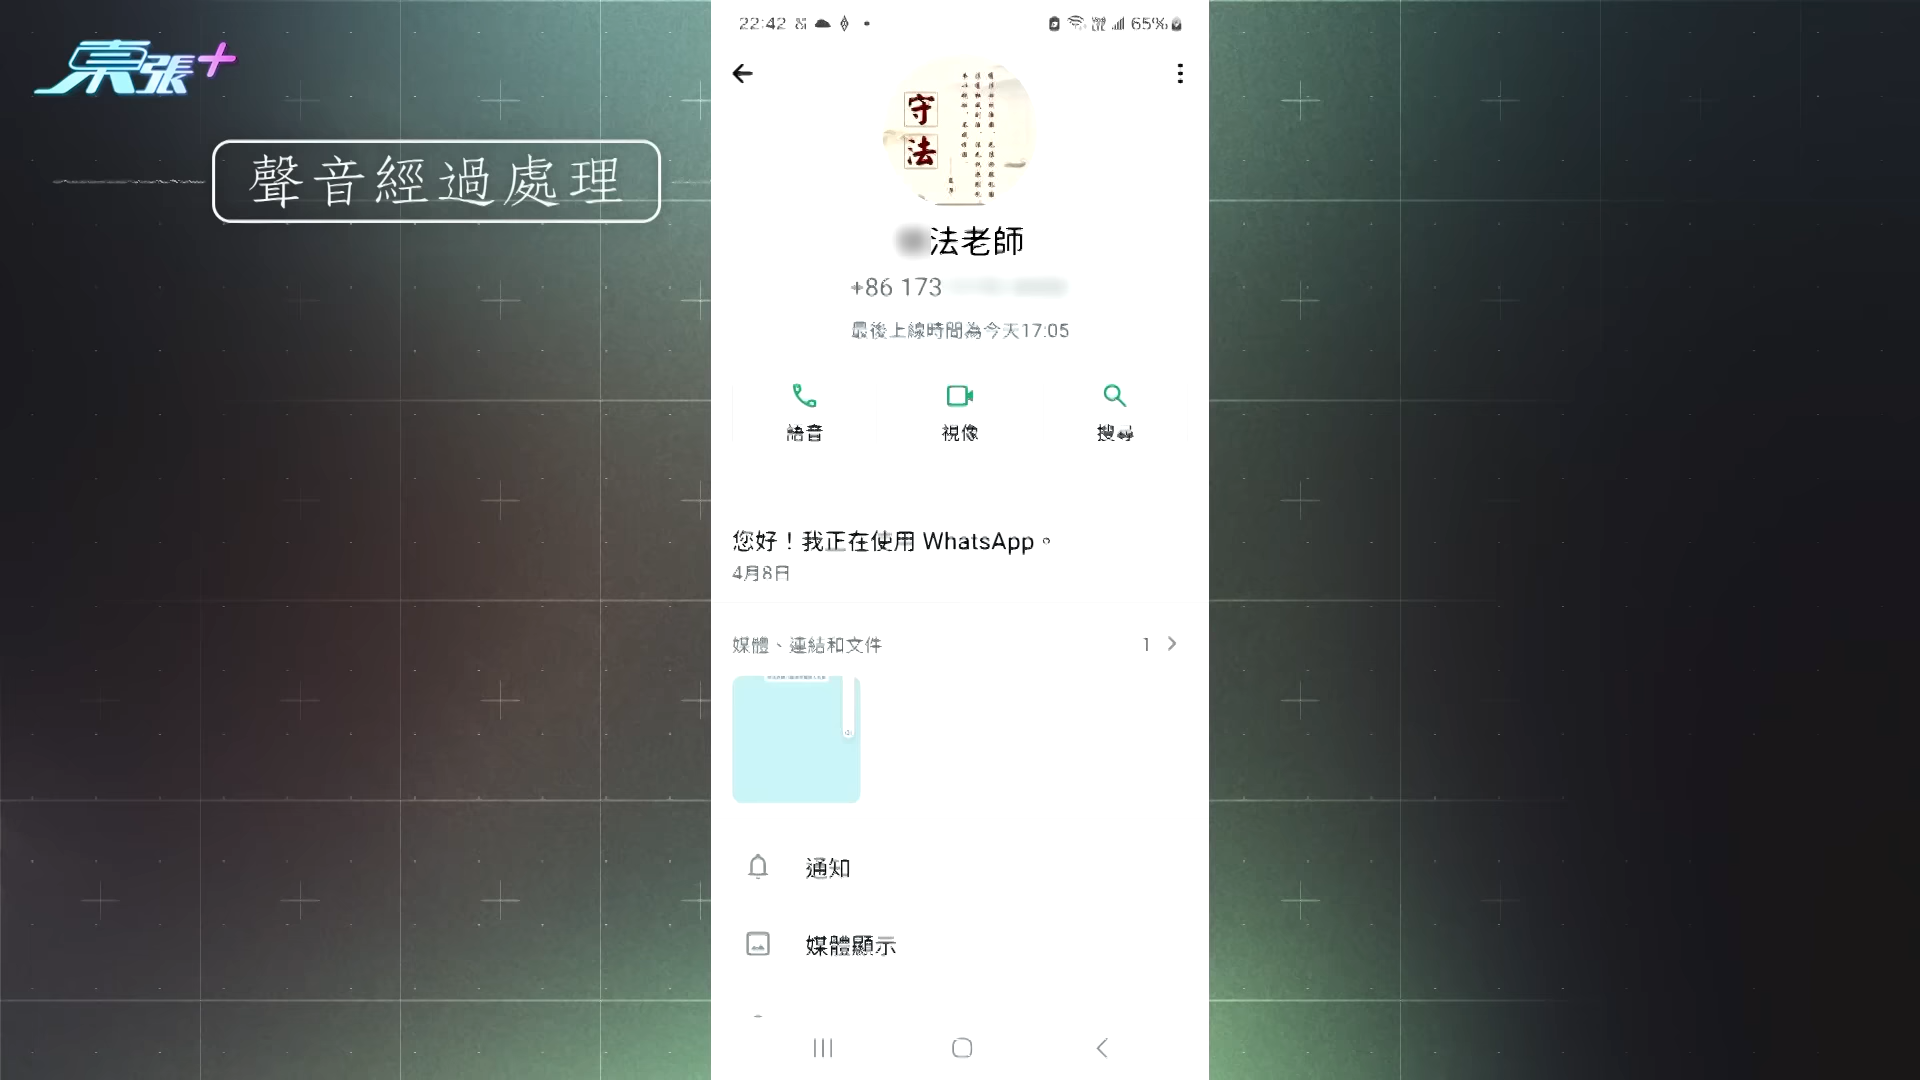 東張+
聲音經過處理
22:42
65%
守
法
法老師
+86 173
最後上線時間為今天17:05
語音
視像
搜尋
您好！我正在使用 WhatsApp。
4月8日
媒體、連結和文件
1
通知
媒體顯示